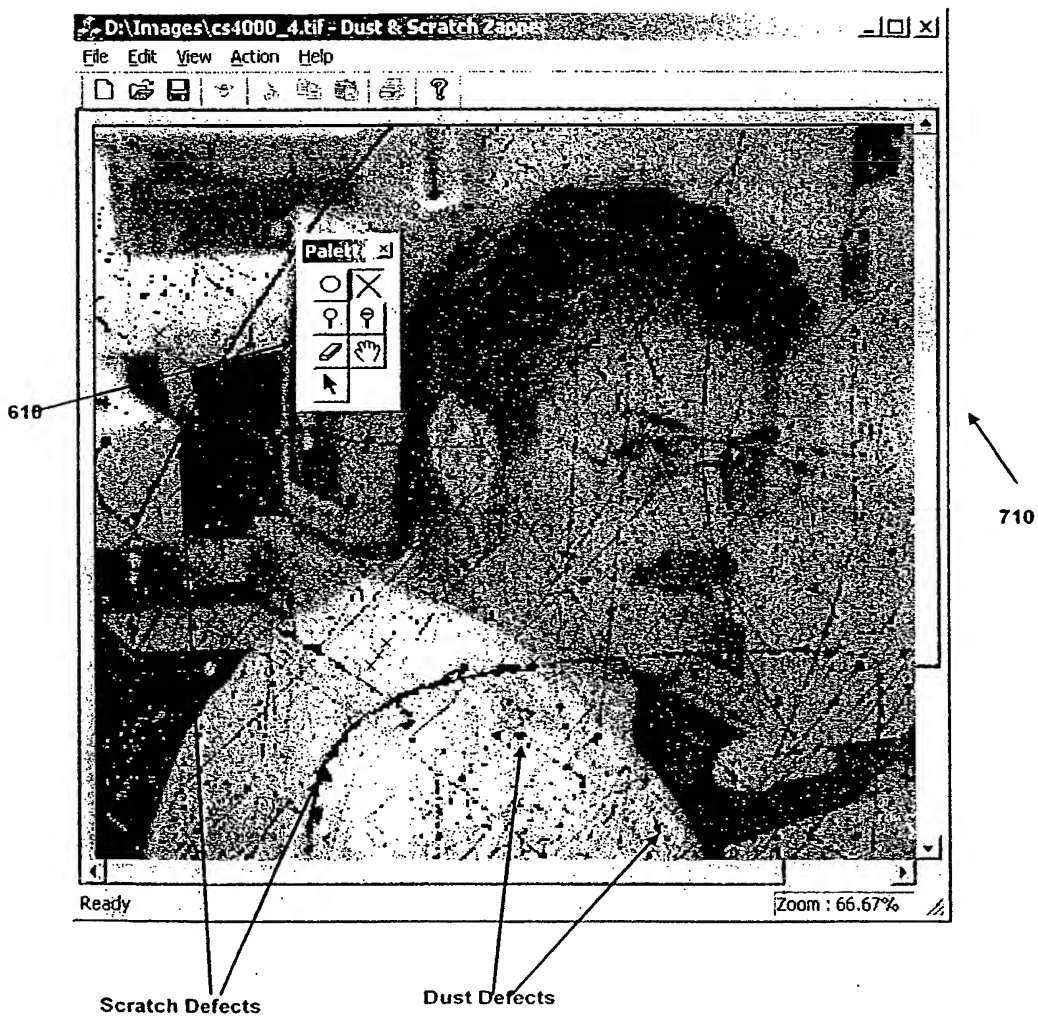 D:\Images\cs4000_4.tif - Dust & Scratch Zapper
File Edit View Action Help
Palett
610
710
Ready
Zoom : 66.67%
Scratch Defects
Dust Defects